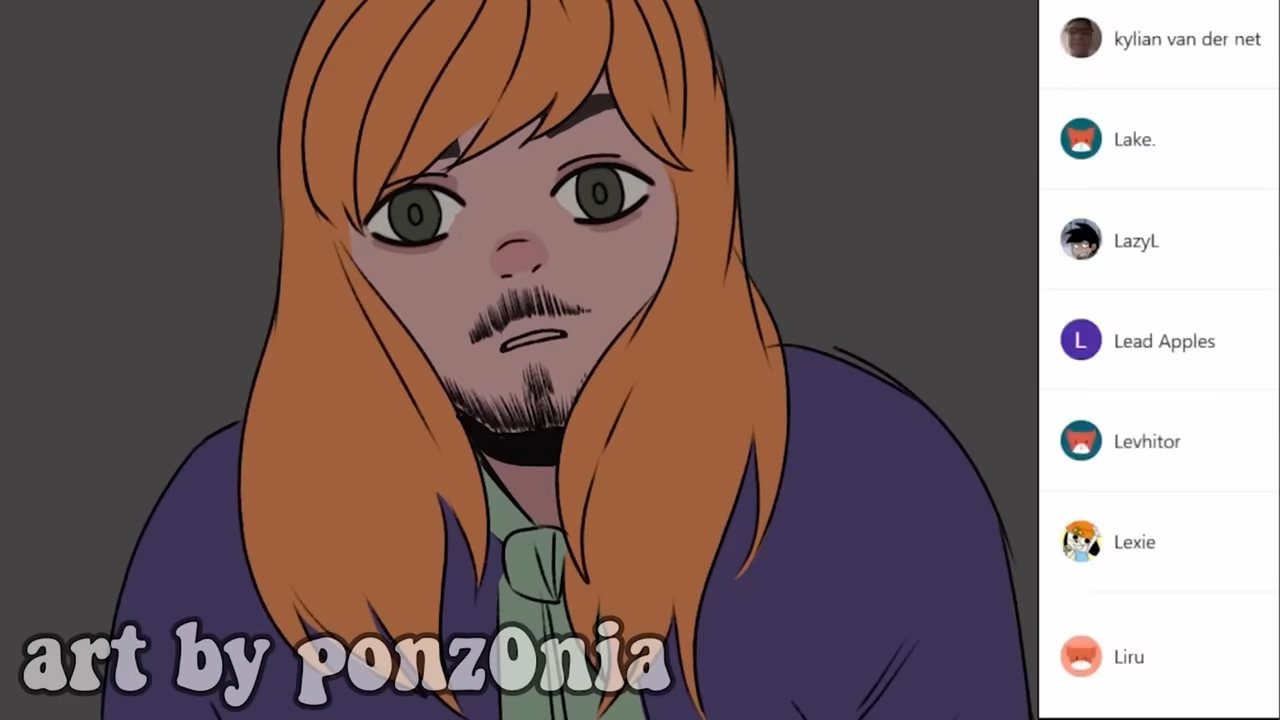 kylian van der net
Lake.
LazyL
L
Lead Apples
Levhitor
Lexie
Liru
art by ponz0nia